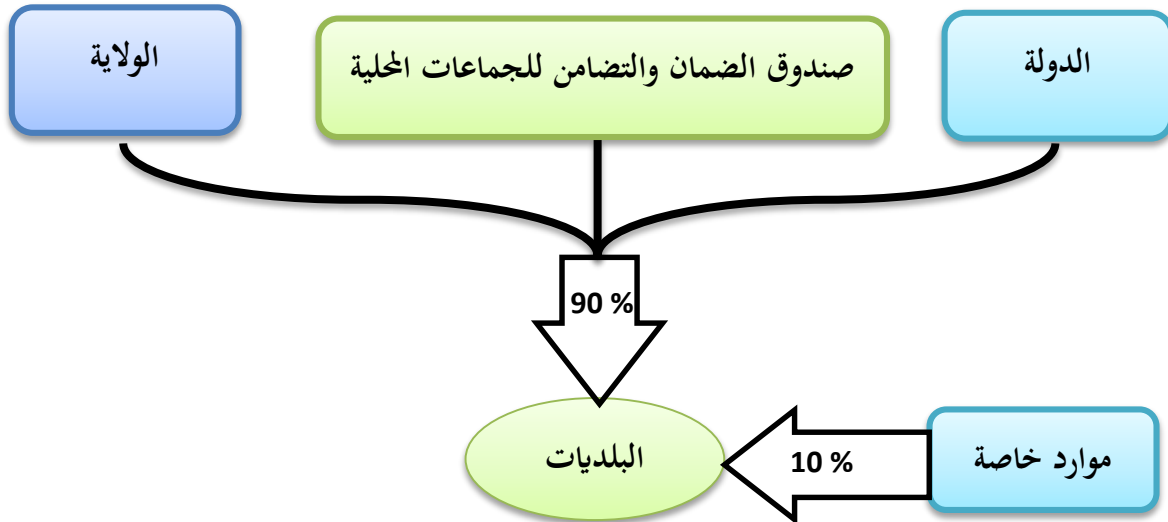 الدولة
صندوق الضمان والتضامن للجماعات المحلية
الولاية
90 %
البلديات
10 %
موارد خاصة